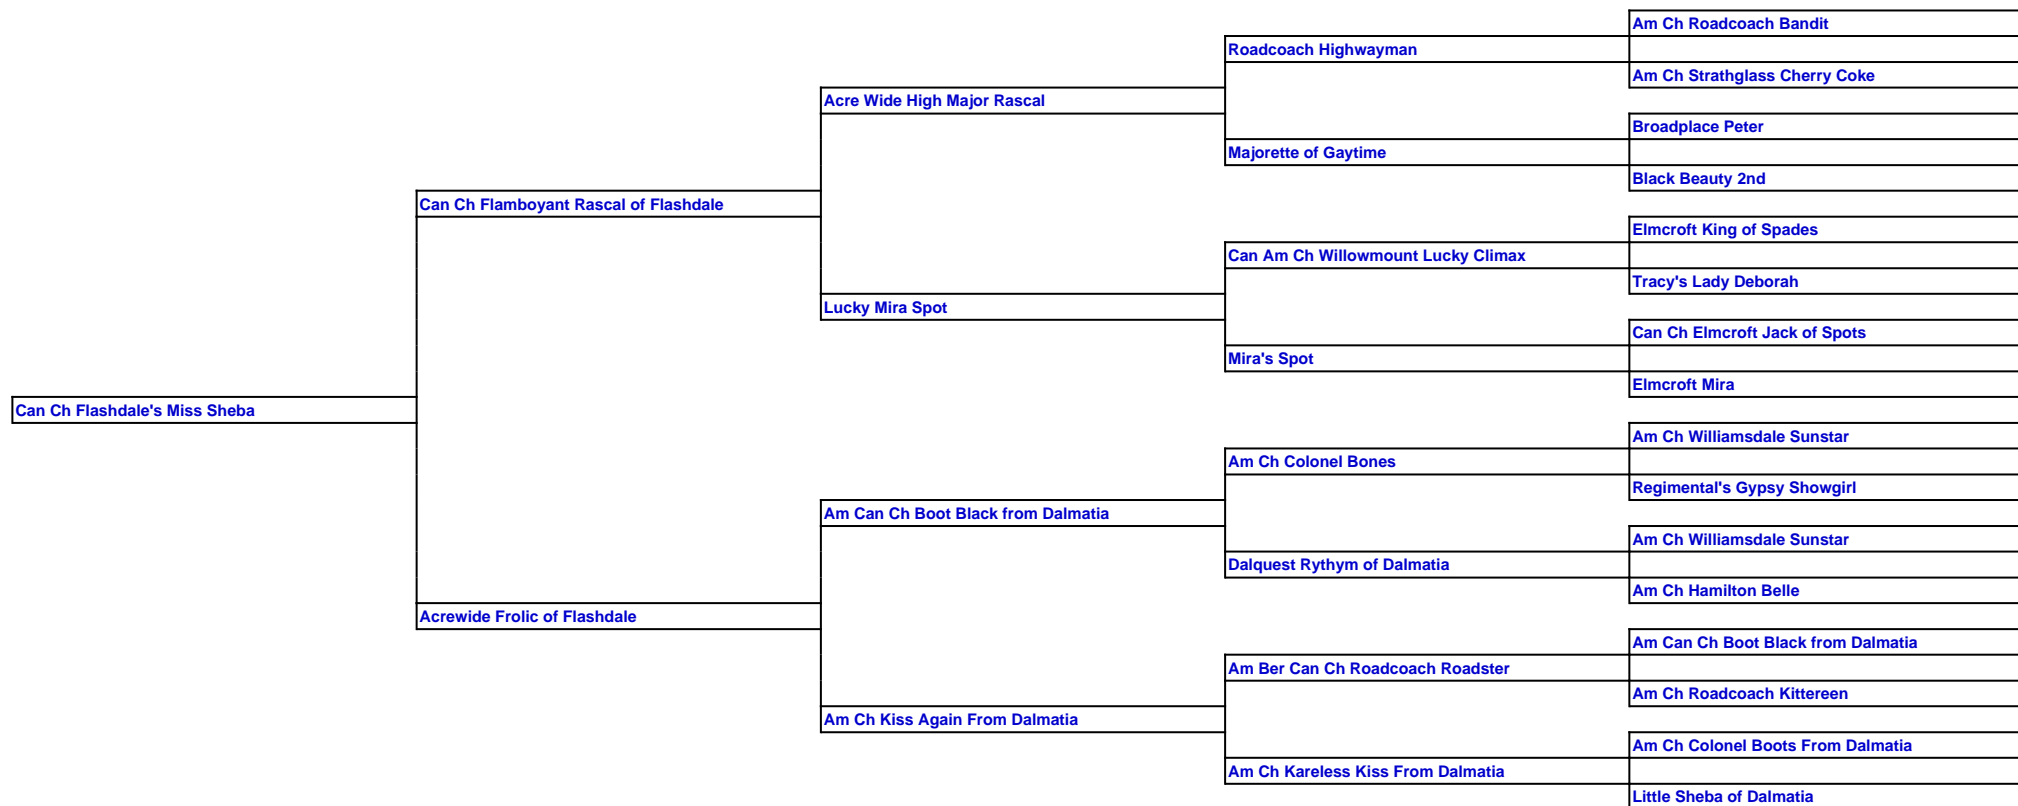 Am Ch Roadcoach Bandit
Roadcoach Highwayman
Am Ch Strathglass Cherry Coke
Acre Wide High Major Rascal
Broadplace Peter
Majorette of Gaytime
Black Beauty 2nd
Can Ch Flamboyant Rascal of Flashdale
Elmcroft King of Spades
Can Am Ch Willowmount Lucky Climax
Tracy's Lady Deborah
Lucky Mira Spot
Can Ch Elmcroft Jack of Spots
Mira's Spot
Elmcroft Mira
Can Ch Flashdale's Miss Sheba
Am Ch Williamsdale Sunstar
Am Ch Colonel Bones
Regimental's Gypsy Showgirl
Am Can Ch Boot Black from Dalmatia
Am Ch Williamsdale Sunstar
Dalquest Rythym of Dalmatia
Am Ch Hamilton Belle
Acrewide Frolic of Flashdale
Am Can Ch Boot Black from Dalmatia
Am Ber Can Ch Roadcoach Roadster
Am Ch Roadcoach Kittereen
Am Ch Kiss Again From Dalmatia
Am Ch Colonel Boots From Dalmatia
Am Ch Kareless Kiss From Dalmatia
Little Sheba of Dalmatia